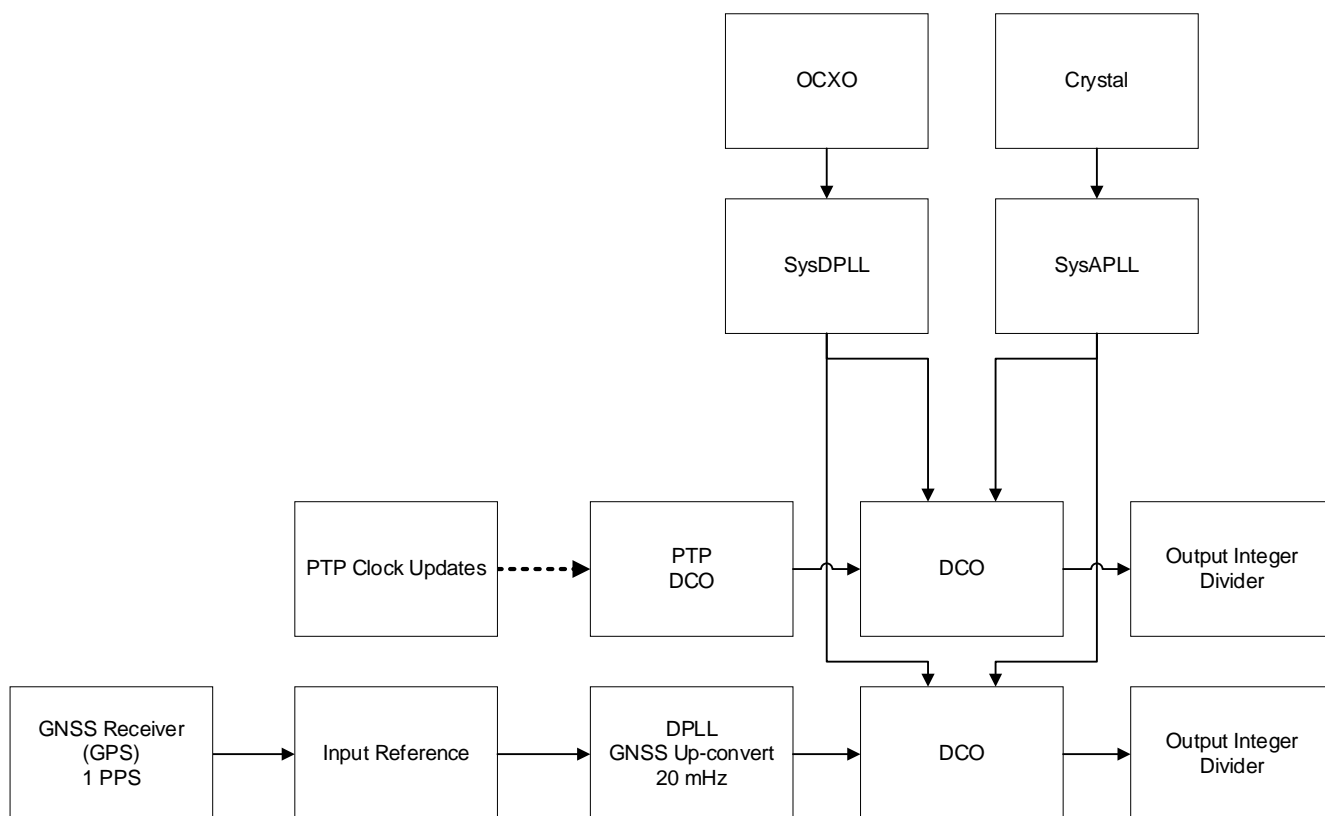 OCXO
Crystal
SysDPLL
SysAPLL
PTP Clock Updates
PTP
DCO
DCO
Output Integer
Divider
GNSS Receiver
(GPS)
1 PPS
Input Reference
DPLL
GNSS Up-convert
20 mHz
DCO
Output Integer
Divider